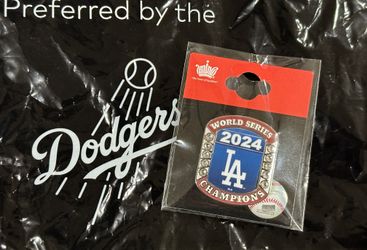 Preferred by the
Dodgers
WORLD SERIES
2024
LA
CHAMPIONS